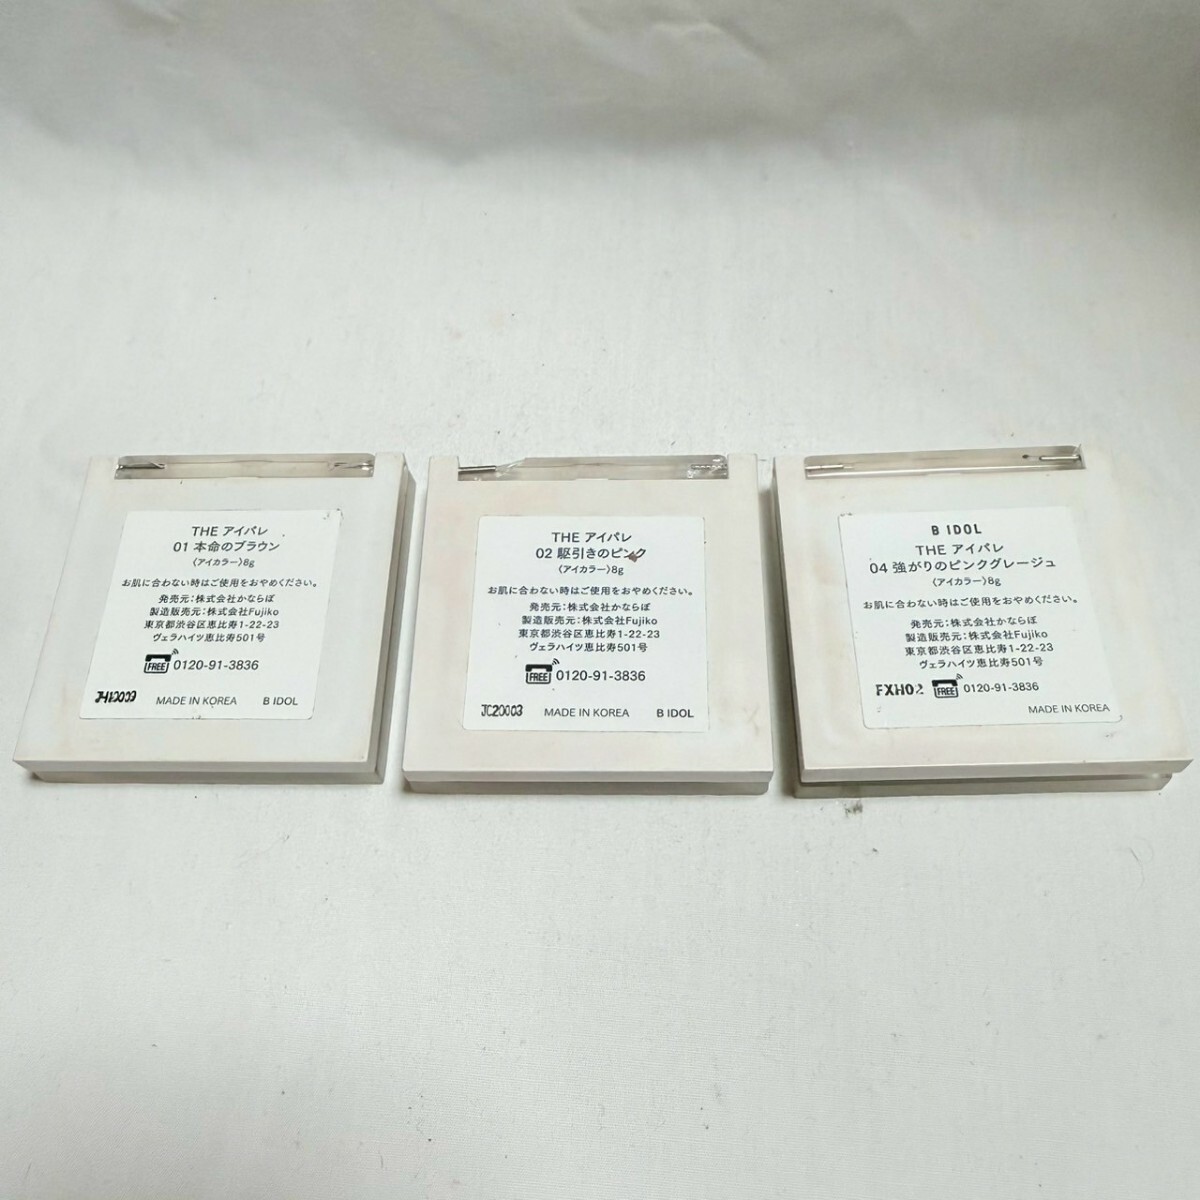 THE アイパレ
01 本命のブラウン
〈アイカラー〉8g
お肌に合わない時はご使用をおやめください。
発売元：株式会社かならぼ
製造販売元：株式会社Fujiko
東京都渋谷区恵比寿1-22-23
ヴェラハイツ恵比寿501号
FREE 0120-91-3836
MADE IN KOREA B IDOL
THE アイパレ
02 駆引きのピンク
〈アイカラー〉8g
お肌に合わない時はご使用をおやめください。
発売元：株式会社かならぼ
製造販売元：株式会社Fujiko
東京都渋谷区恵比寿1-22-23
ヴェラハイツ恵比寿501号
FREE 0120-91-3836
JC20003 MADE IN KOREA B IDOL
B IDOL
THE アイパレ
04 強がりのピンクグレージュ
〈アイカラー〉8g
お肌に合わない時はご使用をおやめください。
発売元：株式会社かならぼ
製造販売元：株式会社Fujiko
東京都渋谷区恵比寿1-22-23
ヴェラハイツ恵比寿501号
FXH02 FREE 0120-91-3836
MADE IN KOREA